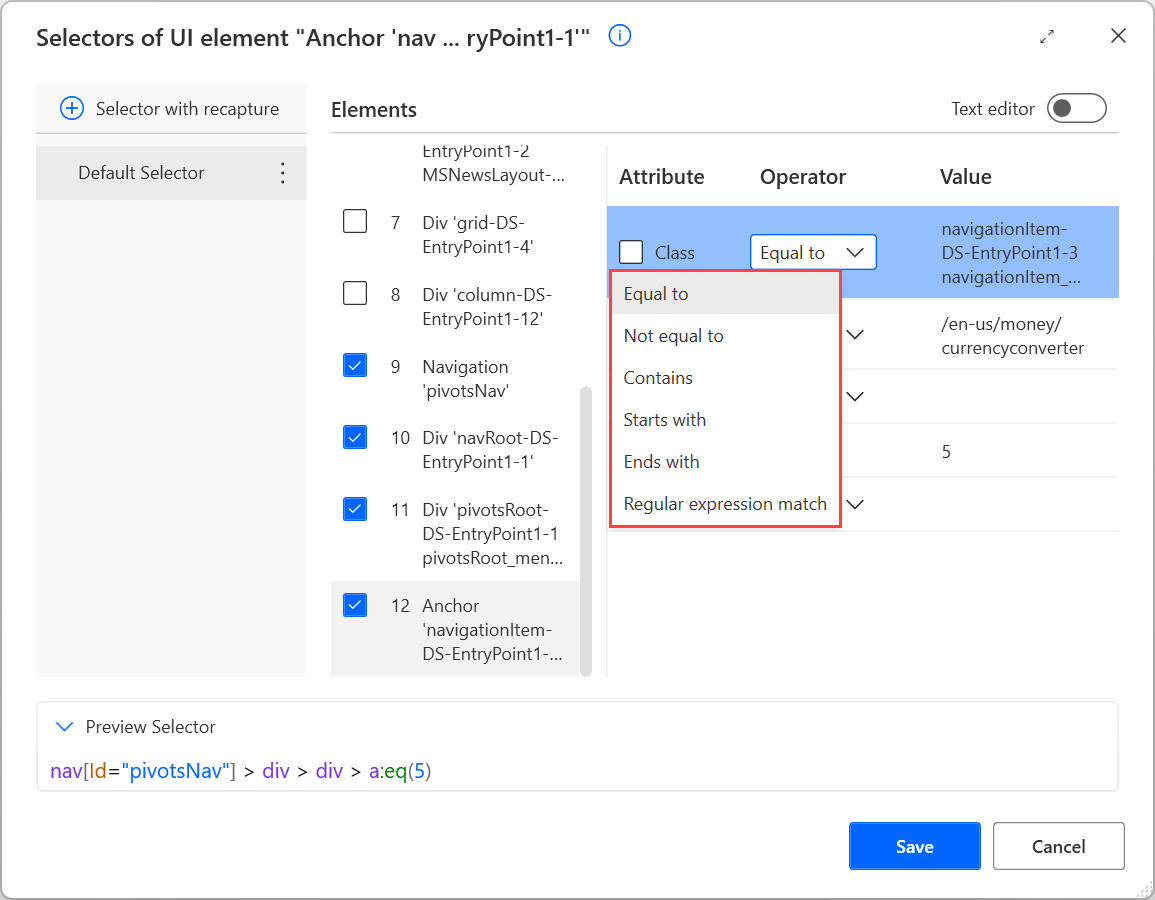 Selectors of UI element "Anchor 'nav ... ryPoint1-1'"
Selector with recapture
Default Selector
Elements
Text editor
EntryPoint1-2
MSNewsLayout-...
7 Div 'grid-DS-
EntryPoint1-4'
8 Div 'column-DS-
EntryPoint1-12'
9 Navigation
'pivotsNav'
10 Div 'navRoot-DS-
EntryPoint1-1'
11 Div 'pivotsRoot-
DS-EntryPoint1-1
pivotsRoot_men...
12 Anchor
'navigationItem-
DS-EntryPoint1-...
Attribute Operator Value
Class Equal to
navigationItem-
DS-EntryPoint1-3
navigationItem_...
Equal to
Not equal to
Contains
Starts with
Ends with
Regular expression match
/en-us/money/
currencyconverter
5
Preview Selector
nav[Id="pivotsNav"] > div > div > a:eq(5)
Save
Cancel